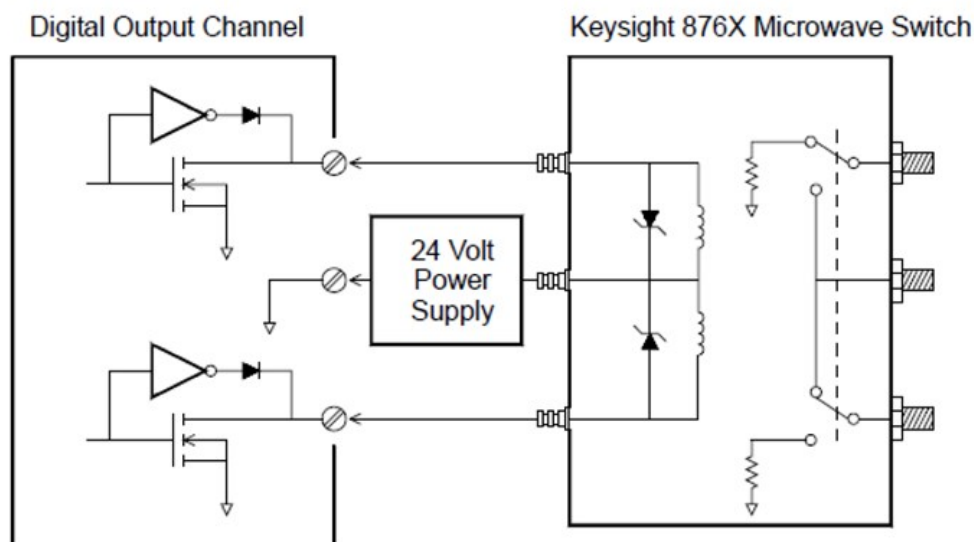 Digital Output Channel
Keysight 876X Microwave Switch
24 Volt
Power
Supply